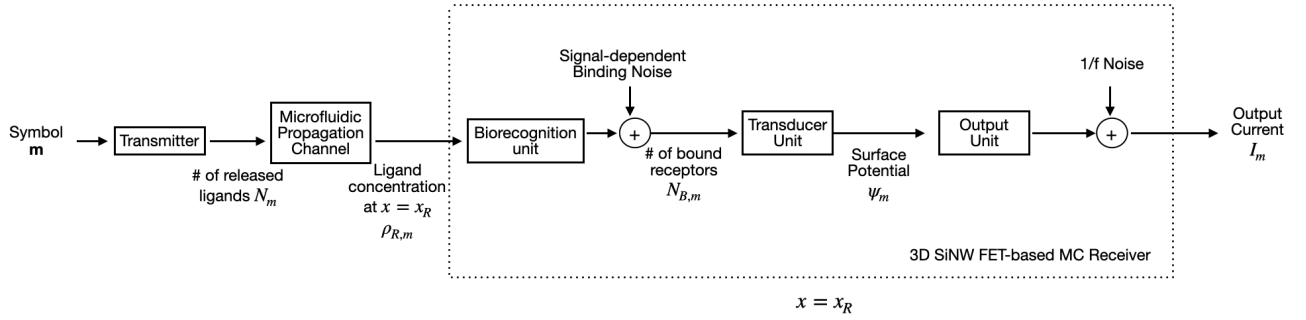 Symbol
m
Transmitter
# of released
ligands N_m
Microfluidic
Propagation
Channel
Ligand
concentration
at x = x_R
ρ_{R,m}
Biorecognition
unit
Signal-dependent
Binding Noise
+
# of bound
receptors
N_{B,m}
Transducer
Unit
Surface
Potential
ψ_m
Output
Unit
1/f Noise
+
Output
Current
I_m
3D SiNW FET-based MC Receiver
x = x_R